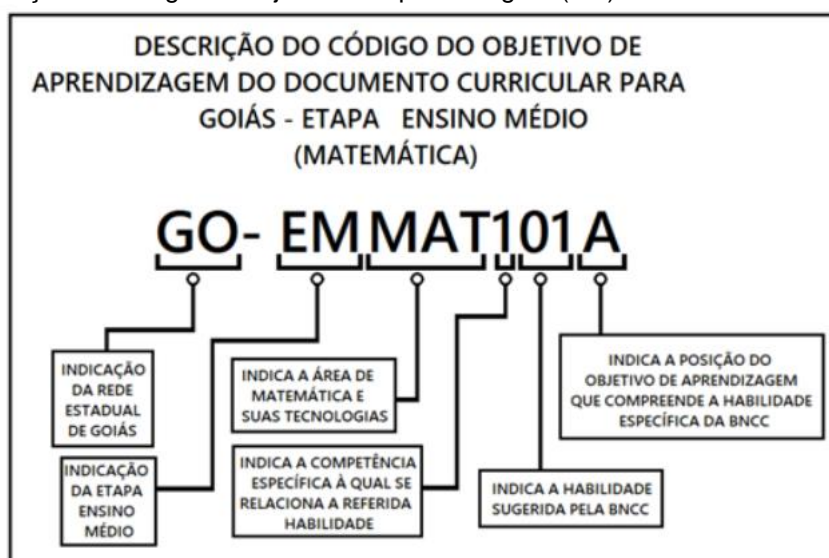 DESCRIÇÃO DO CÓDIGO DO OBJETIVO DE
APRENDIZAGEM DO DOCUMENTO CURRICULAR PARA
GOIÁS - ETAPA ENSINO MÉDIO
(MATEMÁTICA)
GO- EMMAT101A
INDICAÇÃO
DA REDE
ESTADUAL
DE GOIÁS
INDICAÇÃO
DA ETAPA
ENSINO
MÉDIO
INDICA A ÁREA DE
MATEMÁTICA E
SUAS TECNOLOGIAS
INDICA A COMPETÊNCIA
ESPECÍFICA À QUAL SE
RELACIONA A REFERIDA
HABILIDADE
INDICA A HABILIDADE
SUGERIDA PELA BNCC
INDICA A POSIÇÃO DO
OBJETIVO DE APRENDIZAGEM
QUE COMPREENDE A HABILIDADE
ESPECÍFICA DA BNCC